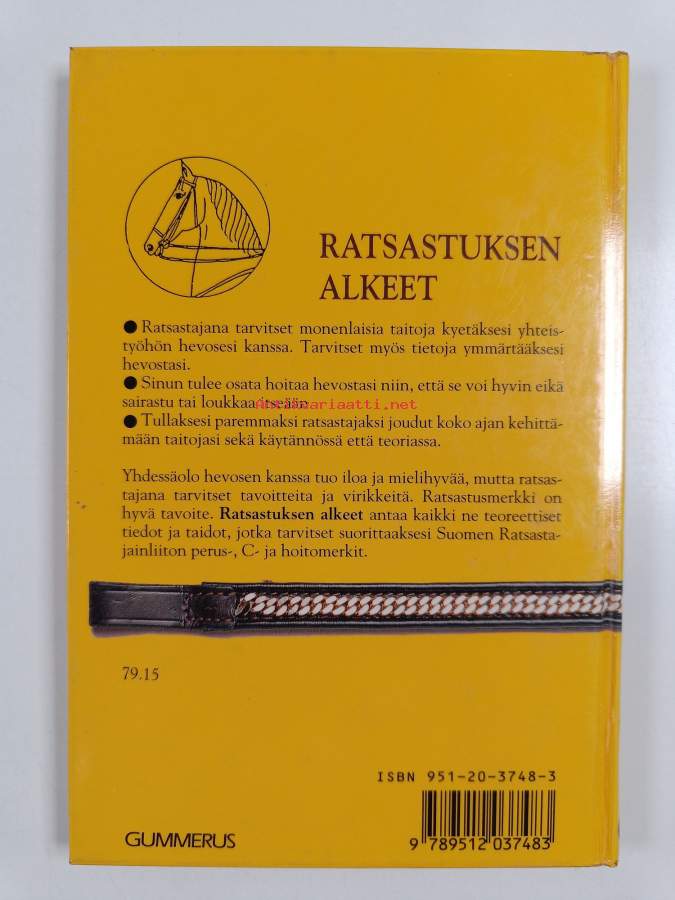 RATSASTUKSEN
ALKEET
● Ratsastajana tarvitset monenlaisia taitoja kyetäksesi yhteis-
työhön hevosesi kanssa. Tarvitset myös tietoja ymmärtääksesi
hevostasi.
● Sinun tulee osata hoitaa hevostasi niin, että se voi hyvin eikä
sairastu tai loukkaa itseään.
Antikvariaatti.net
● Tullaksesi paremmaksi ratsastajaksi joudut koko ajan kehittä-
mään taitojasi sekä käytännössä että teoriassa.
Yhdessäolo hevosen kanssa tuo iloa ja mielihyvää, mutta ratsas-
tajana tarvitset tavoitteita ja virikkeitä. Ratsastusmerkki on
hyvä tavoite. Ratsastuksen alkeet antaa kaikki ne teoreettiset
tiedot ja taidot, jotka tarvitset suorittaaksesi Suomen Ratsasta-
jainliiton perus-, C- ja hoitomerkit.
79.15
ISBN 951-20-3748-3
9 789512 037483
GUMMERUS